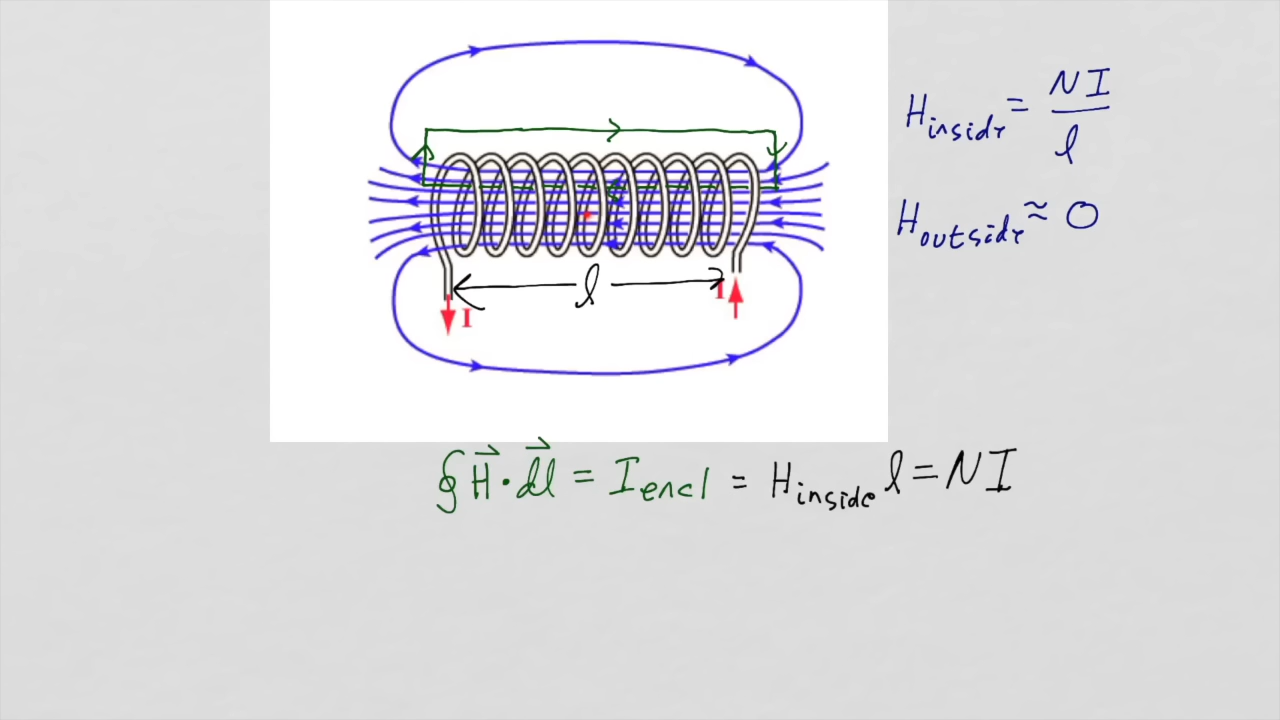 H_inside = NI/l
H_outside ≈ 0
l
I
I
∮H⃗·dl⃗ = I_encl = H_inside l = NI